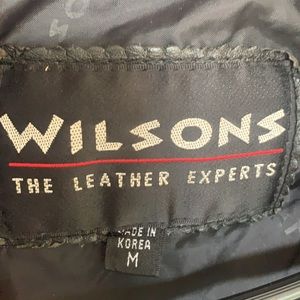 WILSONS
THE LEATHER EXPERTS
MADE IN
KOREA
M